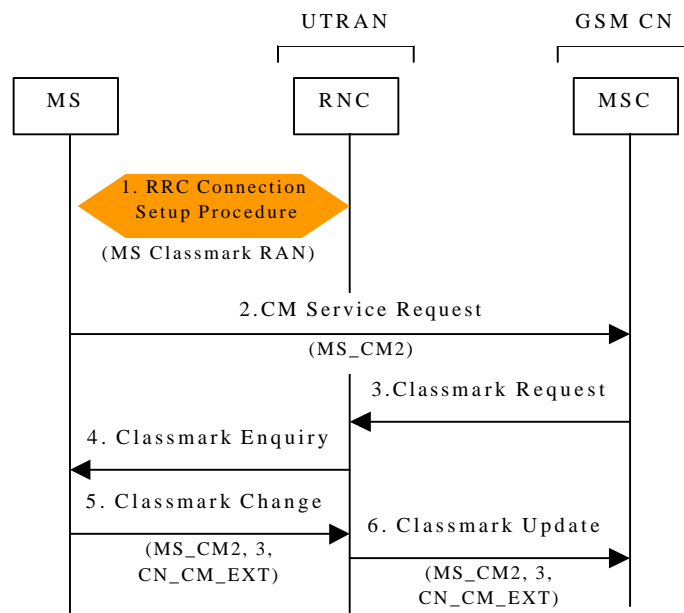 UTRAN
GSM CN
MS
RNC
MSC
1. RRC Connection
Setup Procedure
(MS Classmark RAN)
2.CM Service Request
(MS_CM2)
3.Classmark Request
4. Classmark Enquiry
5. Classmark Change
(MS_CM2, 3,
CN_CM_EXT)
6. Classmark Update
(MS_CM2, 3,
CN_CM_EXT)